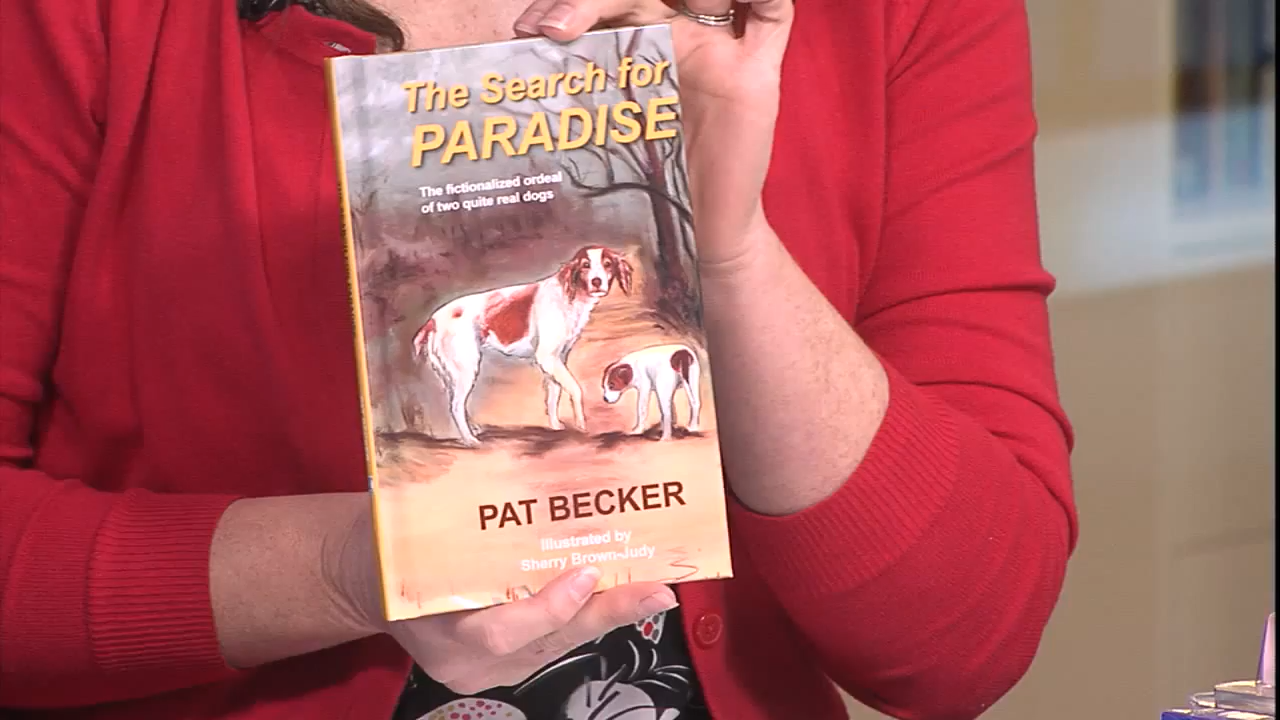 The Search for
PARADISE
The fictionalized ordeal
of two quite real dogs
PAT BECKER
Illustrated by
Sherry Brown-Judy